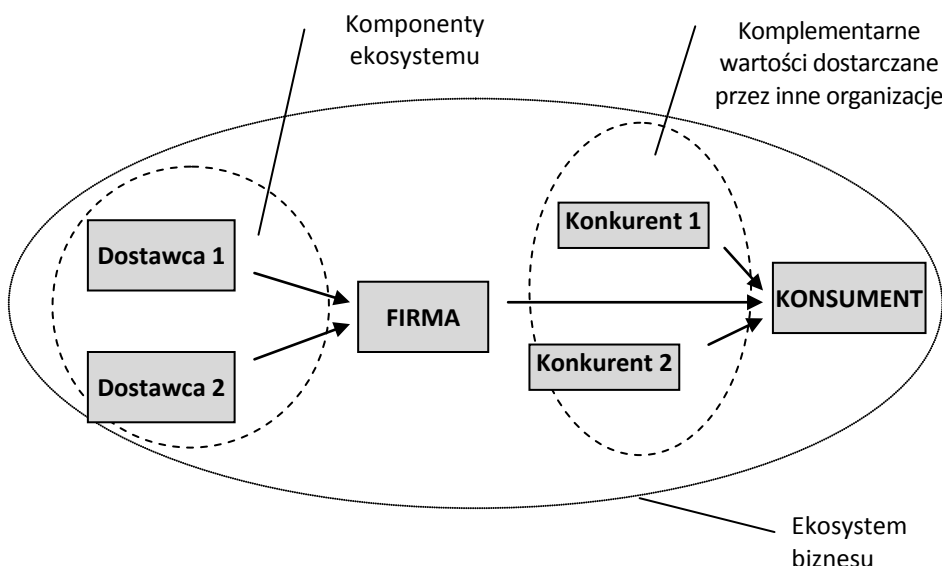 Komponenty
ekosystemu
Komplementarne
wartości dostarczane
przez inne organizacje
Konkurent 1
Dostawca 1
KONSUMENT
FIRMA
Konkurent 2
Dostawca 2
Ekosystem
biznesu